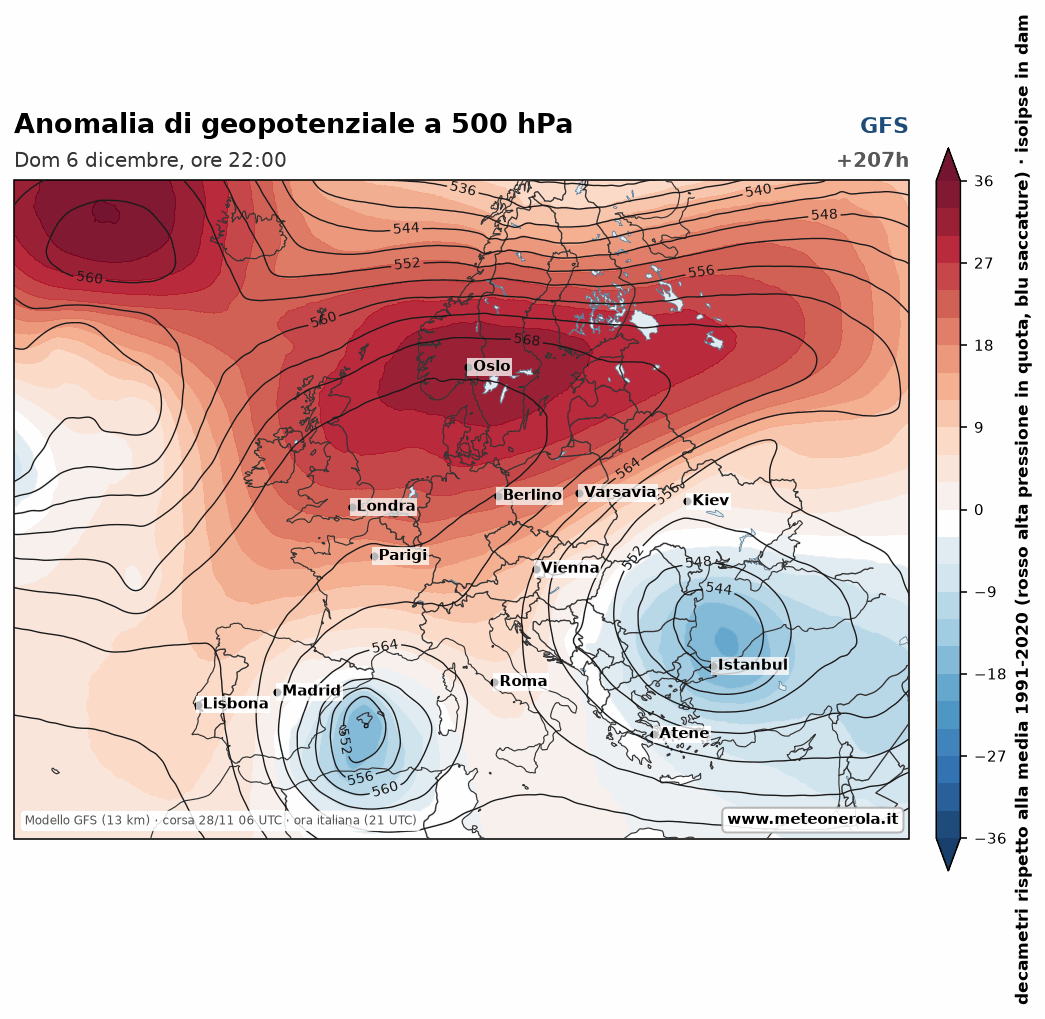 Anomalia di geopotenziale a 500 hPa
GFS
Dom 6 dicembre, ore 22:00
+207h
536
540
544
548
552
556
560
560
568
Oslo
564
556
Berlino
Varsavia
Kiev
Londra
Parigi
Vienna
552
548
544
564
Istanbul
Roma
Madrid
Lisbona
Atene
552
556
560
Modello GFS (13 km) · corsa 28/11 06 UTC · ora italiana (21 UTC)
www.meteonerola.it
36
27
18
9
0
−9
−18
−27
−36
decametri rispetto alla media 1991-2020 (rosso alta pressione in quota, blu saccature) · isoipse in dam